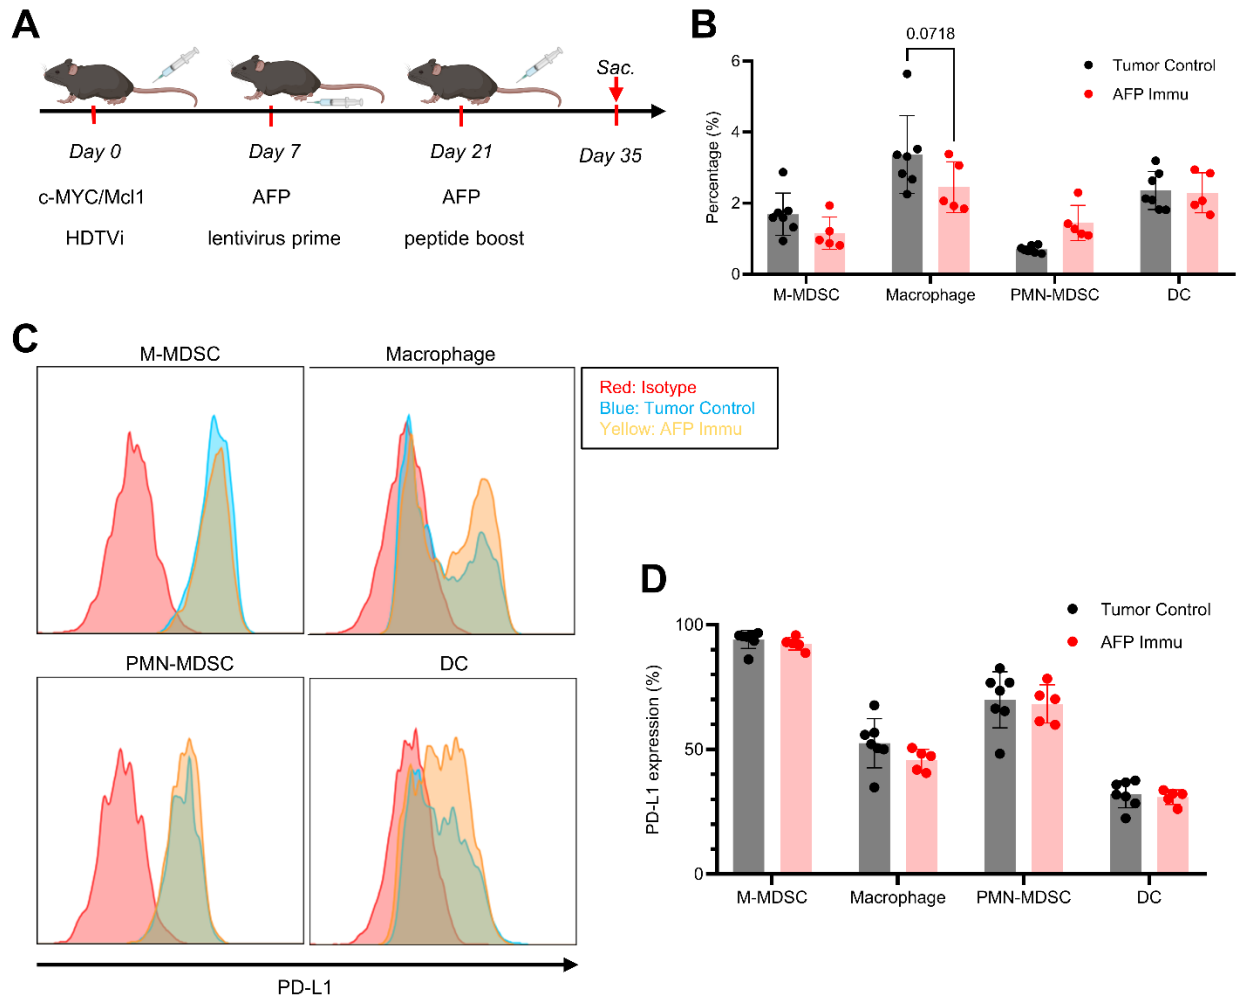 A
Sac.
Day 0
Day 7
Day 21
Day 35
c-MYC/Mcl1
AFP
AFP
HDTVi
lentivirus prime
peptide boost
B
0.0718
Tumor Control
AFP Immu
Percentage (%)
6
4
2
0
M-MDSC
Macrophage
PMN-MDSC
DC
C
M-MDSC
Macrophage
Red: Isotype
Blue: Tumor Control
Yellow: AFP Immu
PMN-MDSC
DC
PD-L1
D
Tumor Control
AFP Immu
PD-L1 expression (%)
100
50
0
M-MDSC
Macrophage
PMN-MDSC
DC